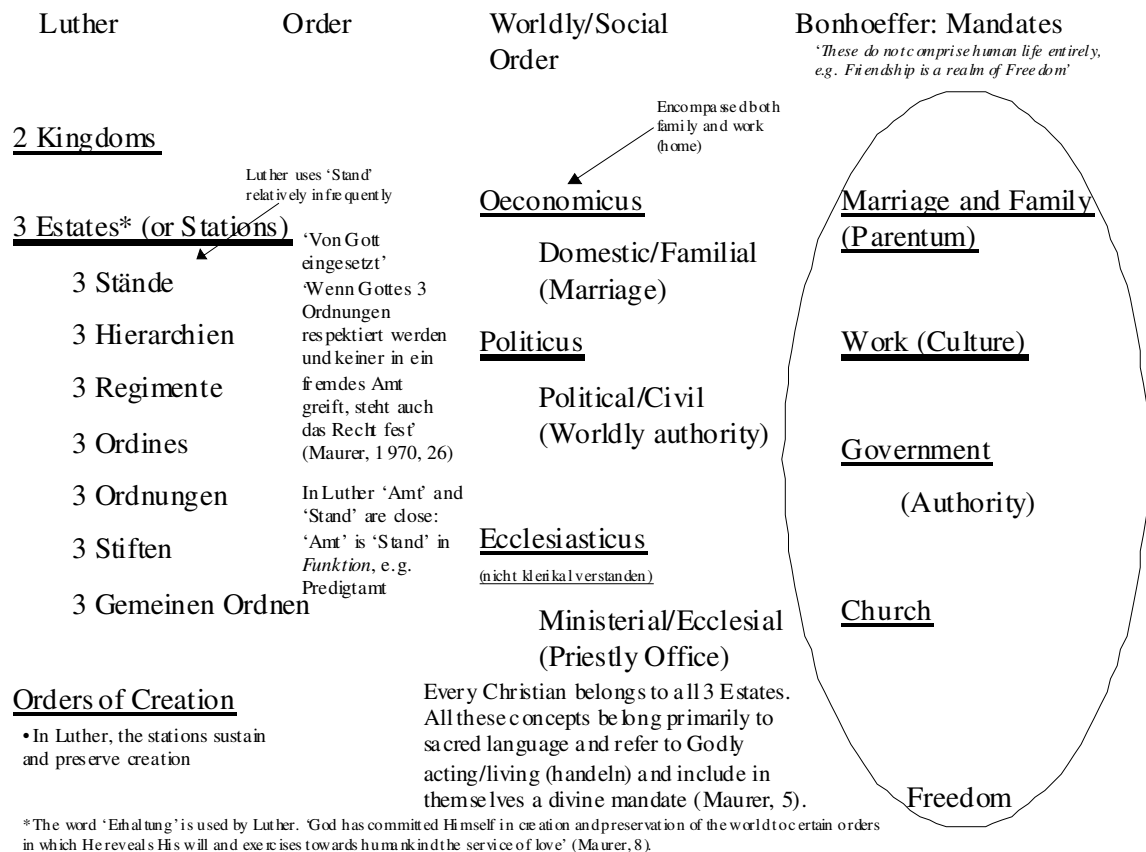 Luther
Order
Worldly/Social
Order
Bonhoeffer: Mandates
‘These do not comprise human life entirely,
e.g. Friendship is a realm of Freedom’
2 Kingdoms
Luther uses ‘Stand’
relatively infrequently
3 Estates* (or Stations)
3 Stände
3 Hierarchien
3 Regimente
3 Ordines
3 Ordnungen
3 Stiften
3 Gemeinen Ordnen
Orders of Creation
• In Luther, the stations sustain
and preserve creation
‘Von Gott
eingesetzt’
‘Wenn Gottes 3
Ordnungen
respektiert werden
und keiner in ein
fremdes Amt
greift, steht auch
das Recht fest’
(Maurer, 1970, 26)
In Luther ‘Amt’ and
‘Stand’ are close:
‘Amt’ is ‘Stand’ in
Funktion, e.g.
Predigtamt
Encompassed both
family and work
(home)
Oeconomicus
Domestic/Familial
(Marriage)
Politicus
Political/Civil
(Worldly authority)
Ecclesiasticus
(nicht klerikal verstanden)
Ministerial/Ecclesial
(Priestly Office)
Every Christian belongs to all 3 Estates.
All these concepts belong primarily to
sacred language and refer to Godly
acting/living (handeln) and include in
themselves a divine mandate (Maurer, 5).
Marriage and Family
(Parentum)
Work (Culture)
Government
(Authority)
Church
Freedom
*The word ‘Erhaltung’ is used by Luther. ‘God has committed Himself in creation and preservation of the world to certain orders
in which He reveals His will and exercises towards humankind the service of love’ (Maurer, 8).